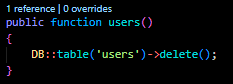 1 reference | 0 overrides
public function users()
{
DB::table('users')->delete();
}